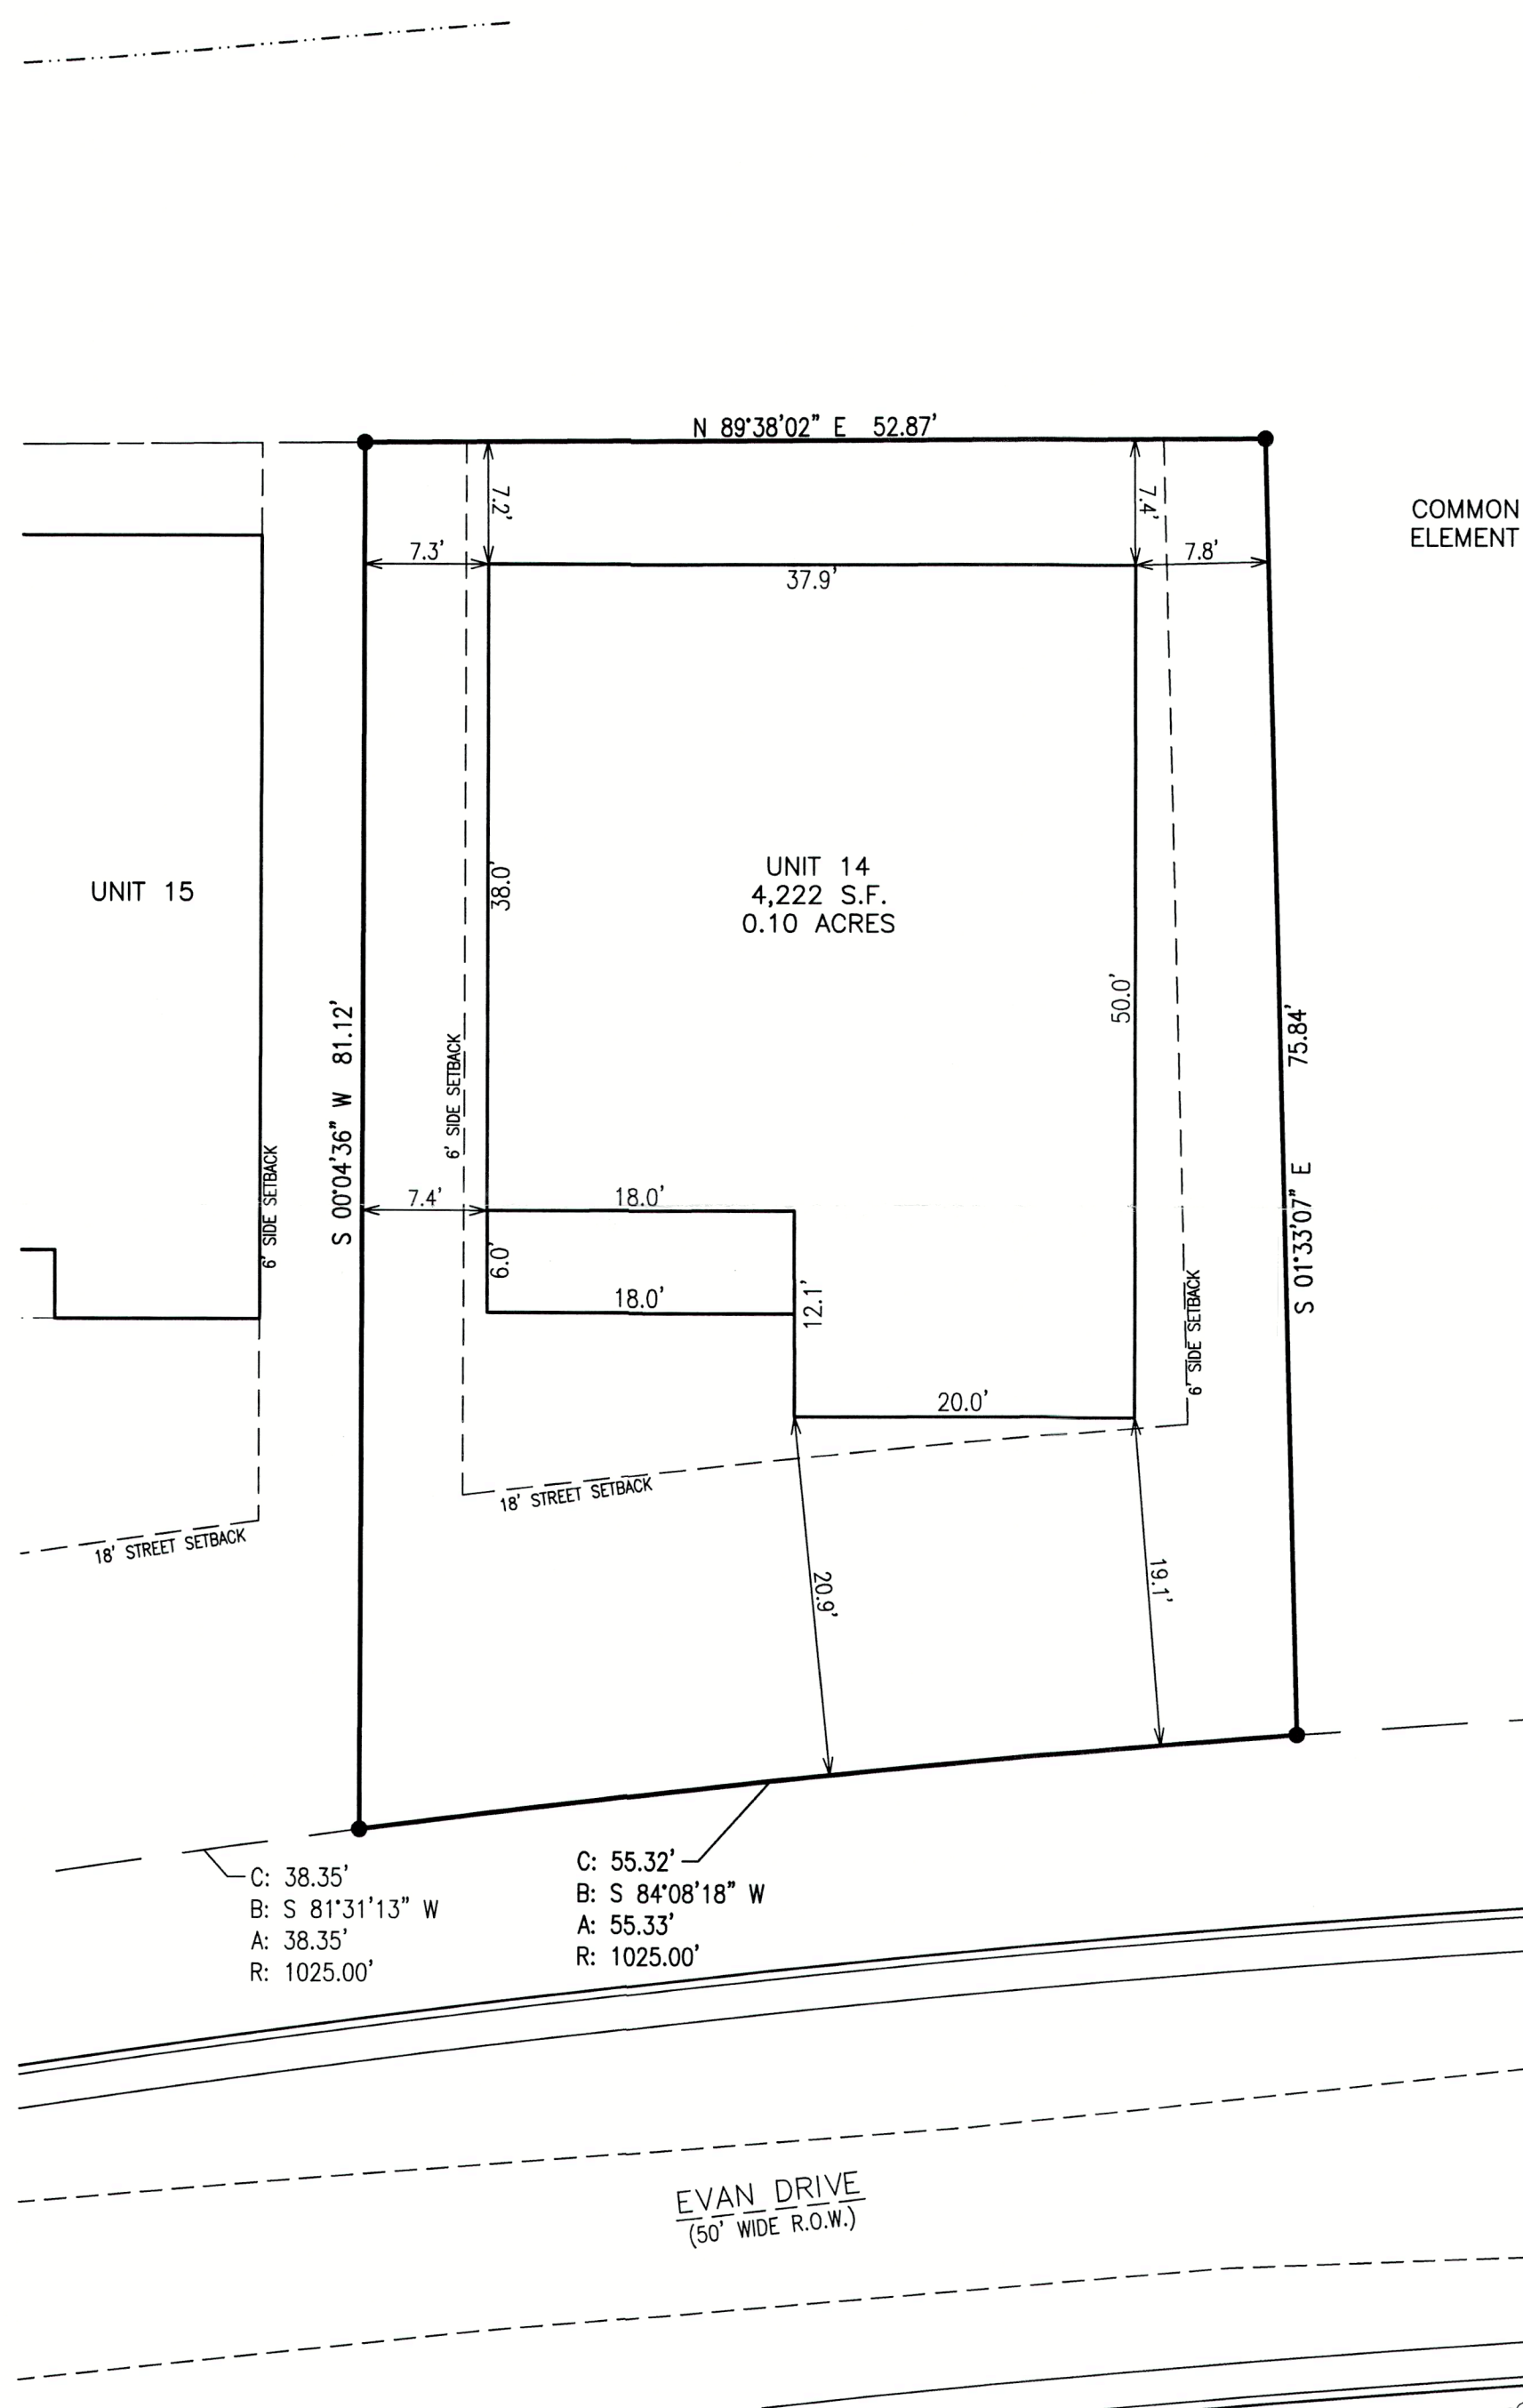 N 89°38'02" E 52.87'
COMMON
ELEMENT
7.2'
7.4'
7.3'
7.8'
37.9'
UNIT 15
38.0'
UNIT 14
4,222 S.F.
0.10 ACRES
50.0'
S 00°04'36" W 81.12'
6' SIDE SETBACK
75.84'
S 01°33'07" E
6' SIDE SETBACK
7.4'
18.0'
6.0'
18.0'
12.1'
6' SIDE SETBACK
20.0'
18' STREET SETBACK
18' STREET SETBACK
20.9'
19.1'
C: 38.35'
B: S 81°31'13" W
A: 38.35'
R: 1025.00'
C: 55.32'
B: S 84°08'18" W
A: 55.33'
R: 1025.00'
EVAN DRIVE
(50' WIDE R.O.W.)